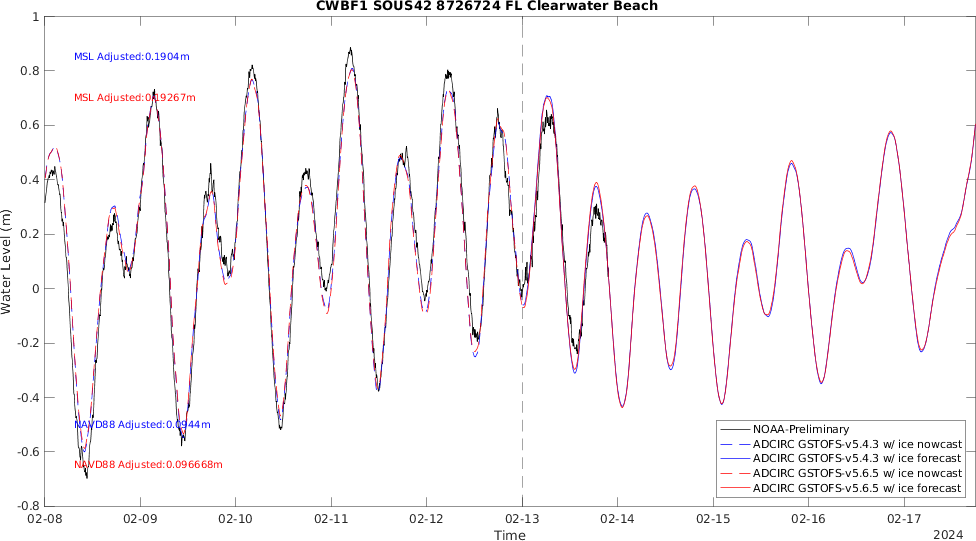 CWBF1 SOUS42 8726724 FL Clearwater Beach
1
0.8
0.6
0.4
0.2
0
-0.2
-0.4
-0.6
-0.8
Water Level (m)
MSL Adjusted:0.1904m
MSL Adjusted:0.19267m
NAVD88 Adjusted:0.0944m
NAVD88 Adjusted:0.096668m
NOAA-Preliminary
ADCIRC GSTOFS-v5.4.3 w/ ice nowcast
ADCIRC GSTOFS-v5.4.3 w/ ice forecast
ADCIRC GSTOFS-v5.6.5 w/ ice nowcast
ADCIRC GSTOFS-v5.6.5 w/ ice forecast
02-08 02-09 02-10 02-11 02-12 02-13 02-14 02-15 02-16 02-17
Time
2024